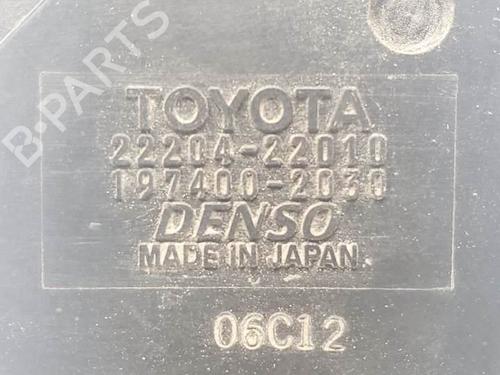 B-PARTS
TOYOTA
22204-22010
197400-2030
DENSO
MADE IN JAPAN
06C12